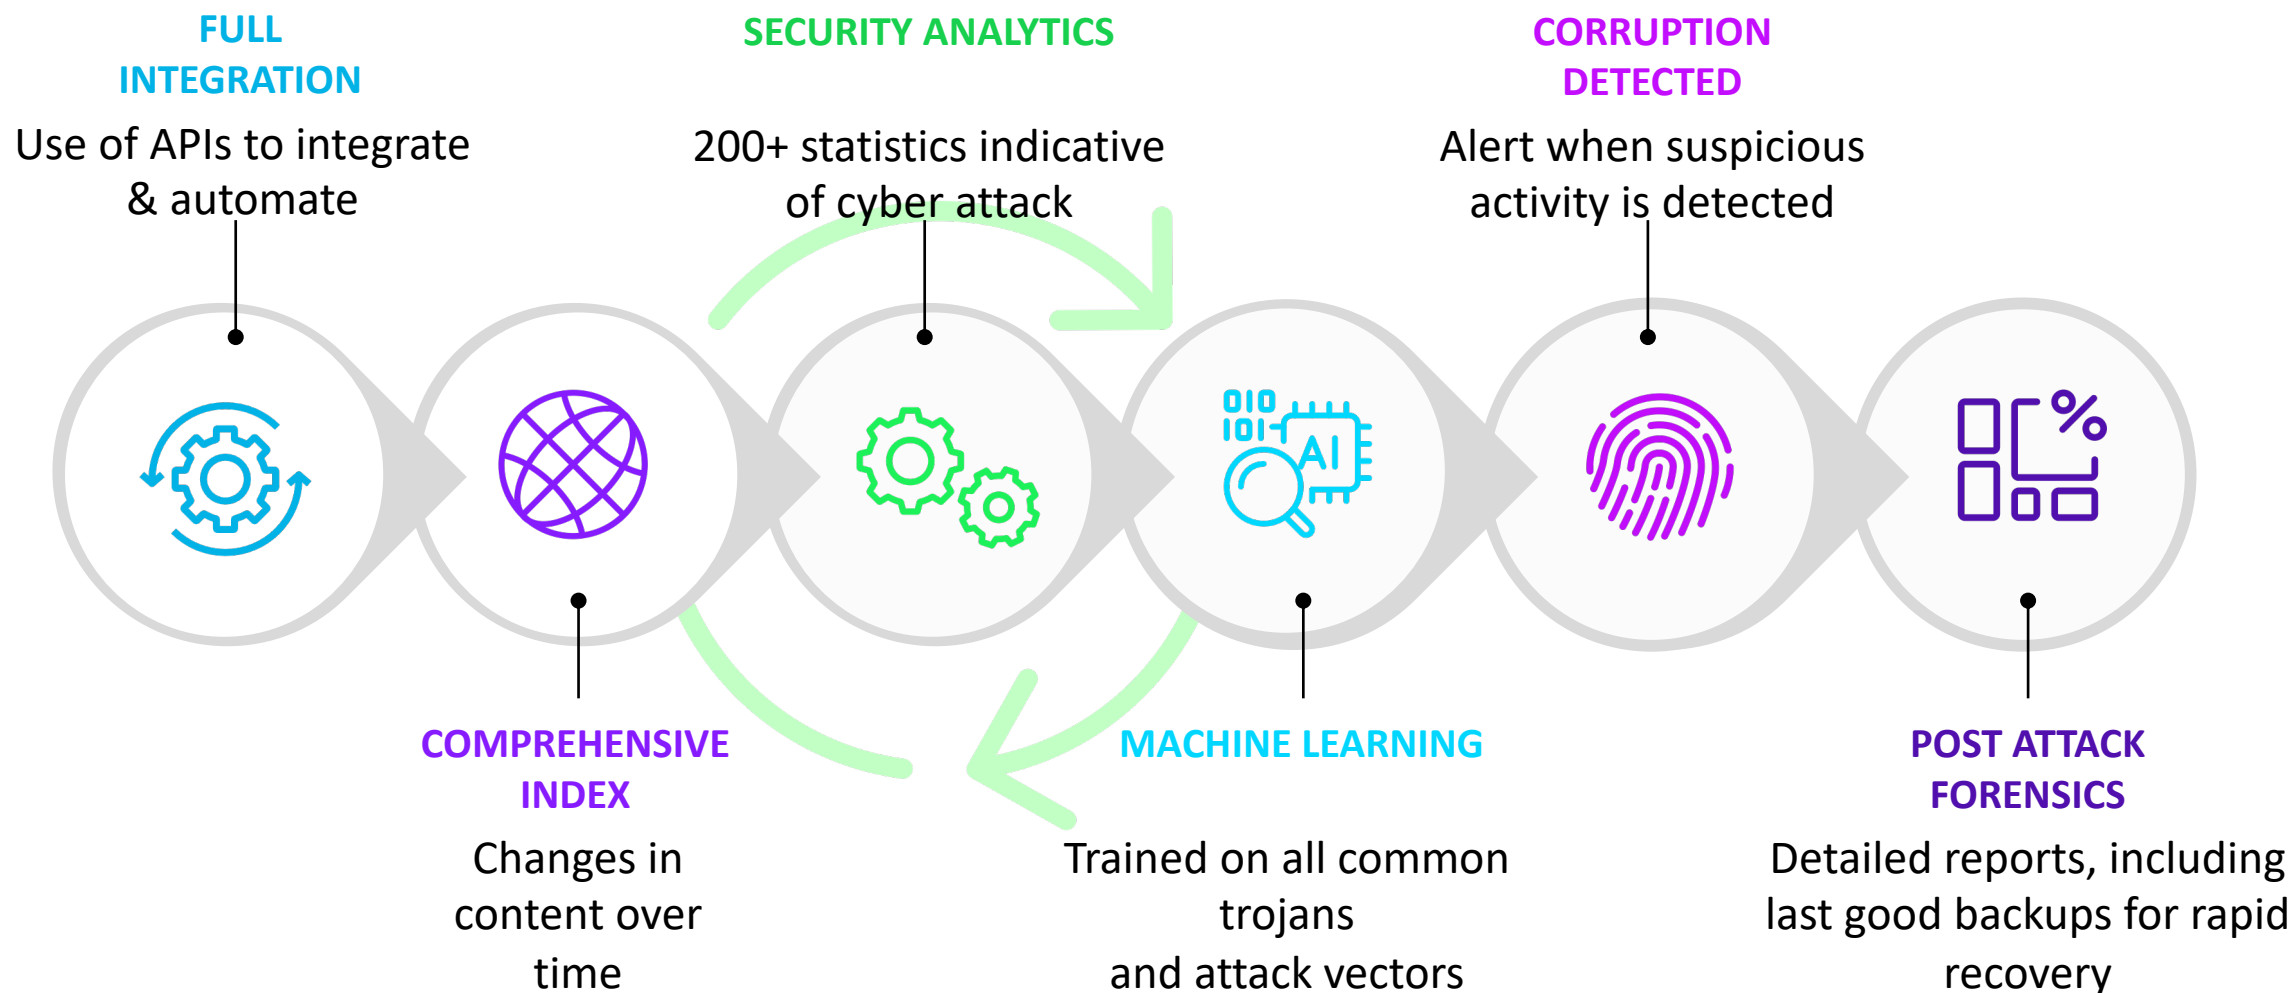 FULL
INTEGRATION
Use of APIs to integrate
& automate
SECURITY ANALYTICS
200+ statistics indicative
of cyber attack
CORRUPTION
DETECTED
Alert when suspicious
activity is detected
010
101
AI
%
COMPREHENSIVE
INDEX
Changes in
content over
time
MACHINE LEARNING
Trained on all common
trojans
and attack vectors
POST ATTACK
FORENSICS
Detailed reports, including
last good backups for rapid
recovery